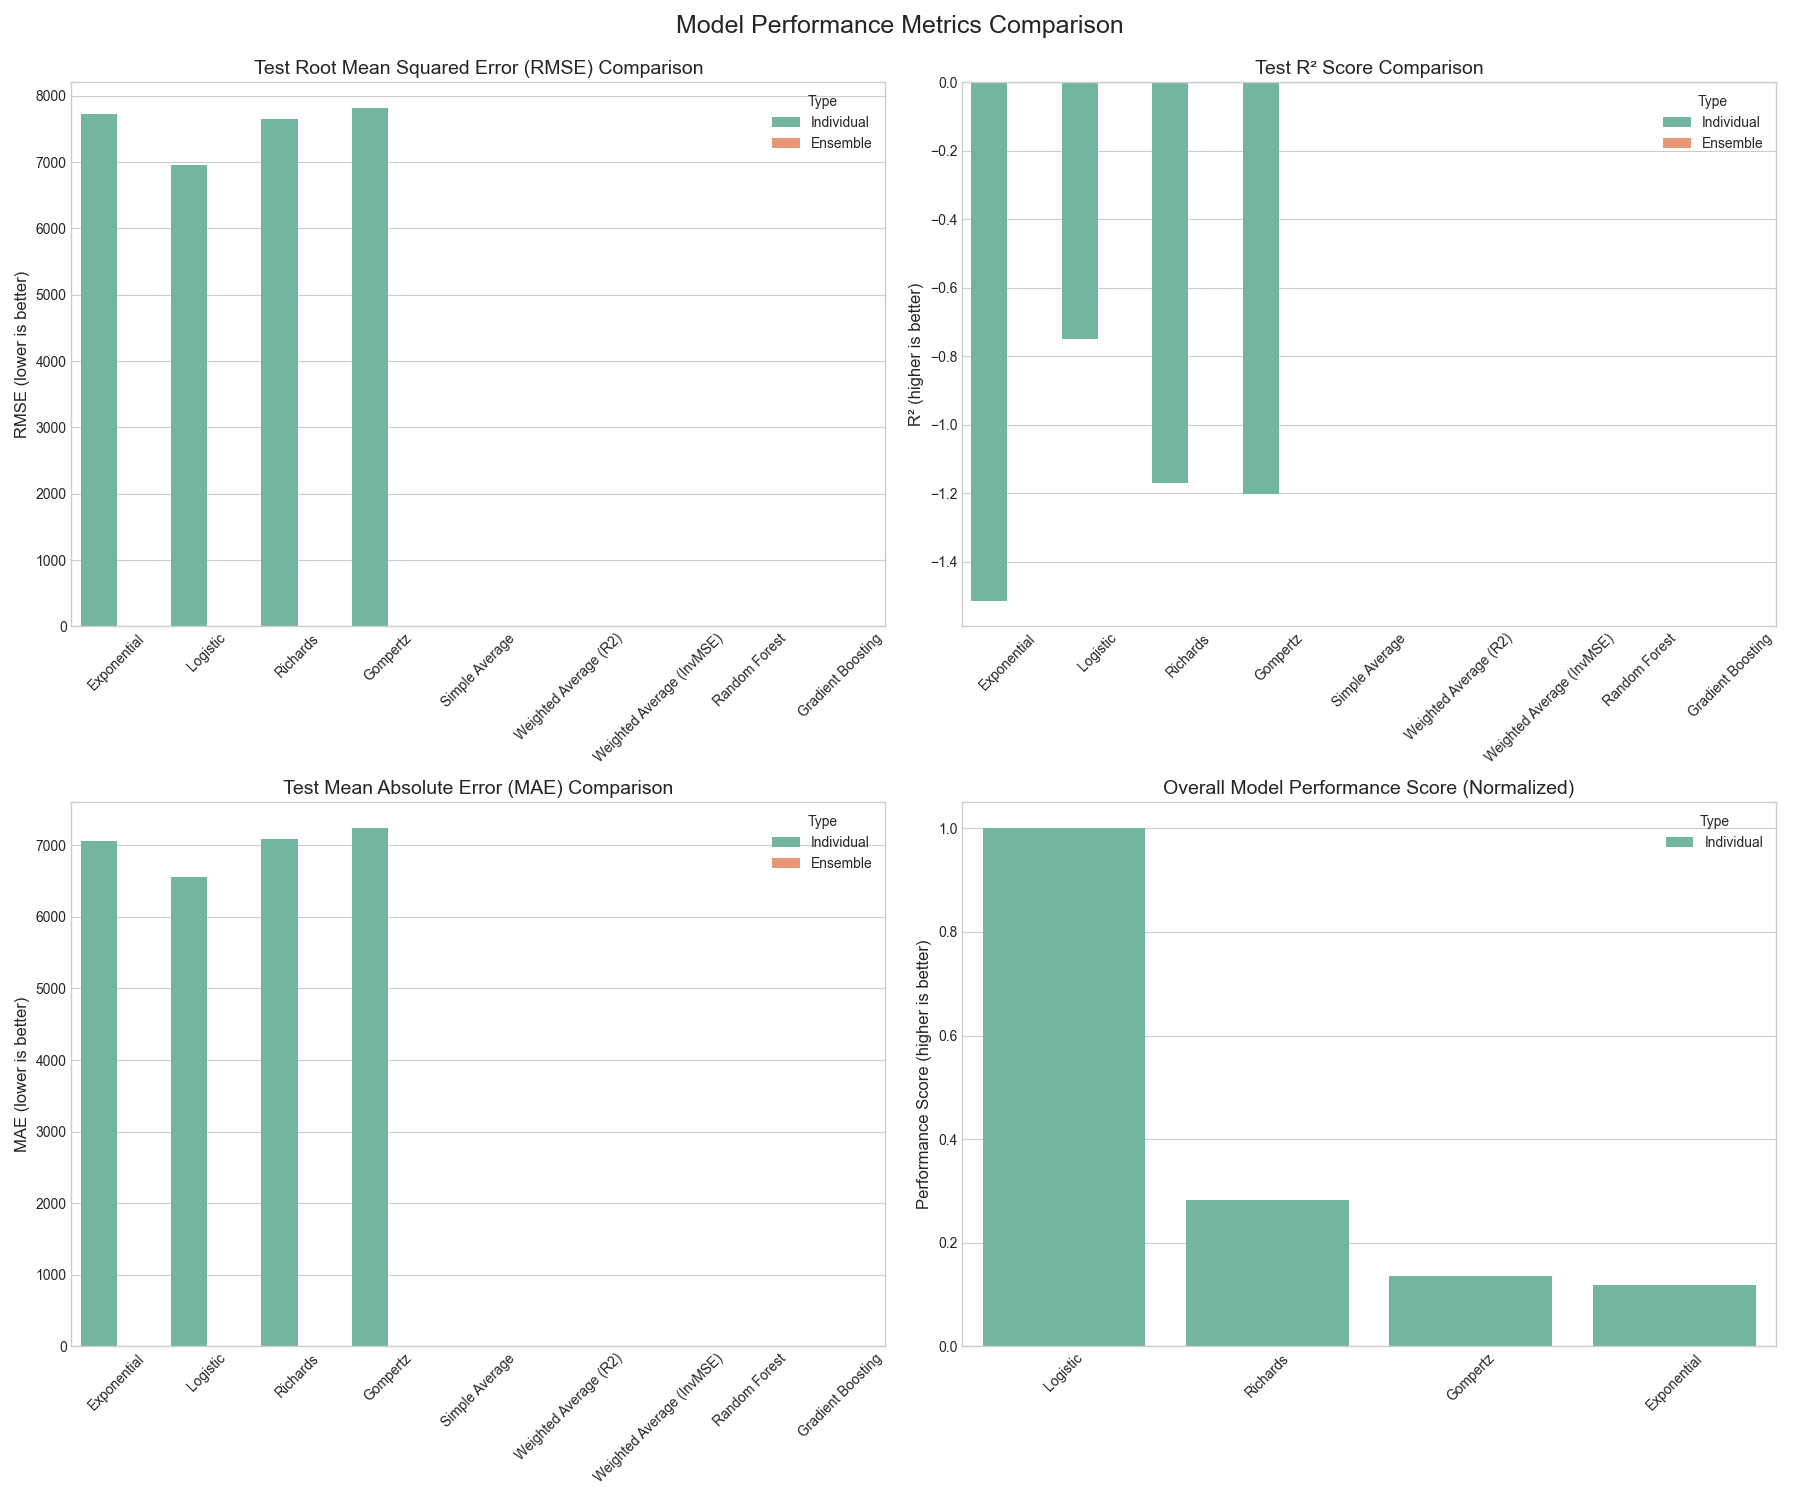 Model Performance Metrics Comparison
Test Root Mean Squared Error (RMSE) Comparison
RMSE (lower is better)
8000
7000
6000
5000
4000
3000
2000
1000
0
Type
Individual
Ensemble
Exponential
Logistic
Richards
Gompertz
Simple Average
Weighted Average (R2)
Weighted Average (InvMSE)
Random Forest
Gradient Boosting
Test R² Score Comparison
R² (higher is better)
0.0
−0.2
−0.4
−0.6
−0.8
−1.0
−1.2
−1.4
Type
Individual
Ensemble
Exponential
Logistic
Richards
Gompertz
Simple Average
Weighted Average (R2)
Weighted Average (InvMSE)
Random Forest
Gradient Boosting
Test Mean Absolute Error (MAE) Comparison
MAE (lower is better)
7000
6000
5000
4000
3000
2000
1000
0
Type
Individual
Ensemble
Exponential
Logistic
Richards
Gompertz
Simple Average
Weighted Average (R2)
Weighted Average (InvMSE)
Random Forest
Gradient Boosting
Overall Model Performance Score (Normalized)
Performance Score (higher is better)
1.0
0.8
0.6
0.4
0.2
0.0
Type
Individual
Logistic
Richards
Gompertz
Exponential